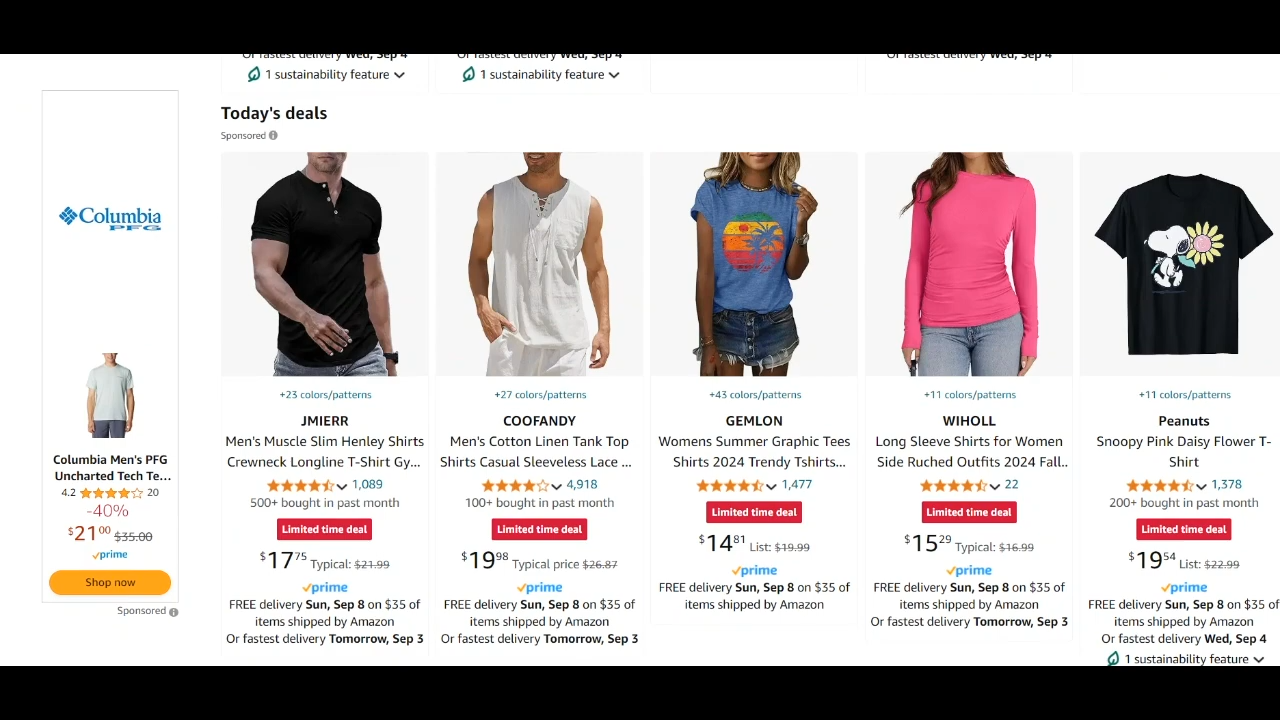 Or fastest delivery Wed, Sep 4
Or fastest delivery Wed, Sep 4
Or fastest delivery Wed, Sep 4
1 sustainability feature
1 sustainability feature
Today's deals
Sponsored
Columbia
PFG
Columbia Men's PFG
Uncharted Tech Te...
4.2 20
-40%
$21.00 $35.00
prime
Shop now
Sponsored
+23 colors/patterns
JMIERR
Men's Muscle Slim Henley Shirts
Crewneck Longline T-Shirt Gy...
1,089
500+ bought in past month
Limited time deal
$17.75 Typical: $21.99
prime
FREE delivery Sun, Sep 8 on $35 of
items shipped by Amazon
Or fastest delivery Tomorrow, Sep 3
+27 colors/patterns
COOFANDY
Men's Cotton Linen Tank Top
Shirts Casual Sleeveless Lace ...
4,918
100+ bought in past month
Limited time deal
$19.98 Typical price $26.87
prime
FREE delivery Sun, Sep 8 on $35 of
items shipped by Amazon
Or fastest delivery Tomorrow, Sep 3
+43 colors/patterns
GEMLON
Womens Summer Graphic Tees
Shirts 2024 Trendy Tshirts...
1,477
Limited time deal
$14.81 List: $19.99
prime
FREE delivery Sun, Sep 8 on $35 of
items shipped by Amazon
+11 colors/patterns
WIHOLL
Long Sleeve Shirts for Women
Side Ruched Outfits 2024 Fall..
22
Limited time deal
$15.29 Typical: $16.99
prime
FREE delivery Sun, Sep 8 on $35 of
items shipped by Amazon
Or fastest delivery Tomorrow, Sep 3
+11 colors/patterns
Peanuts
Snoopy Pink Daisy Flower T-
Shirt
1,378
200+ bought in past month
Limited time deal
$19.54 List: $22.99
prime
FREE delivery Sun, Sep 8 on $35 of
items shipped by Amazon
Or fastest delivery Wed, Sep 4
1 sustainability feature